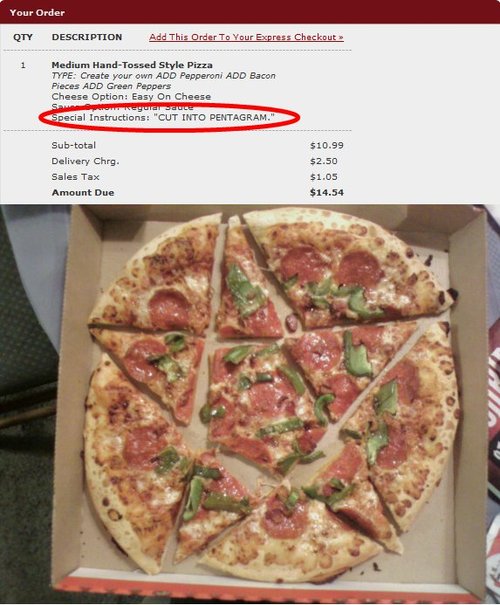 Your Order
QTY DESCRIPTION Add This Order To Your Express Checkout »
1 Medium Hand-Tossed Style Pizza
TYPE: Create your own ADD Pepperoni ADD Bacon
Pieces ADD Green Peppers
Cheese Option: Easy On Cheese
Sauce Option: Regular Sauce
Special Instructions: "CUT INTO PENTAGRAM."
Sub-total $10.99
Delivery Chrg. $2.50
Sales Tax $1.05
Amount Due $14.54